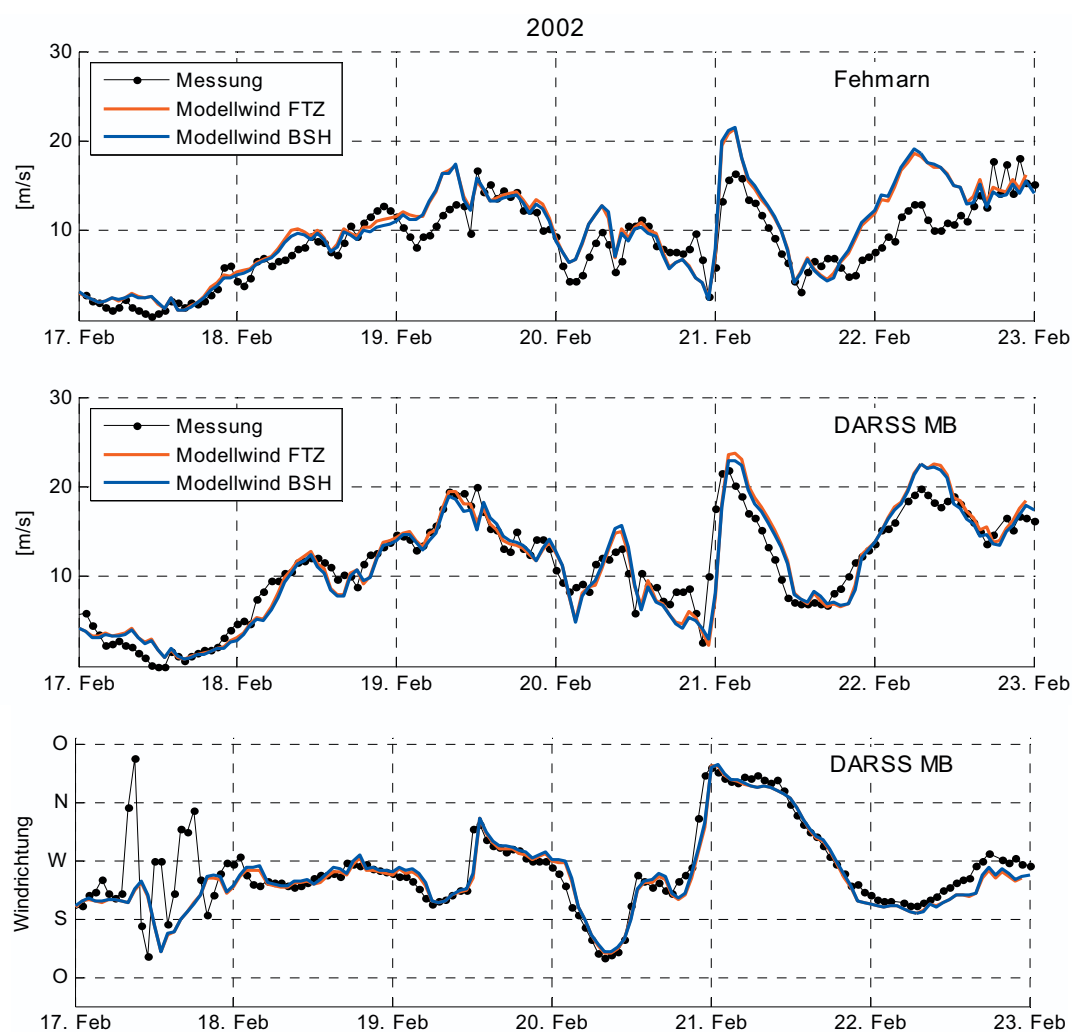 2002
30
20
10
[m/s]
Messung
Modellwind FTZ
Modellwind BSH
Fehmarn
17. Feb 18. Feb 19. Feb 20. Feb 21. Feb 22. Feb 23. Feb
30
20
10
[m/s]
Messung
Modellwind FTZ
Modellwind BSH
DARSS MB
17. Feb 18. Feb 19. Feb 20. Feb 21. Feb 22. Feb 23. Feb
O
N
W
S
O
Windrichtung
DARSS MB
17. Feb 18. Feb 19. Feb 20. Feb 21. Feb 22. Feb 23. Feb